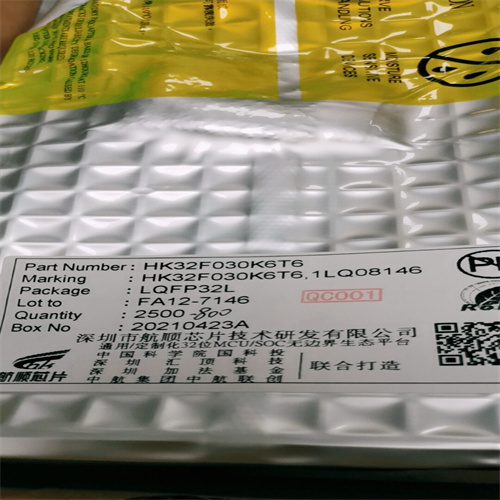 Part Number : HK32F030K6T6
Marking : HK32F030K6T6,1LQ08146
Package : LQFP32L
Lot to : FA12-7146
QC001
Quantity : 2500-800
Box No : 20210423A
深圳市航顺芯片技术研发有限公司
通用/定制化32位MCU/SOC无边界生态平台
中国科学院国科投
深圳汇顶科技
深圳加法基金
中航集团中航联创
联合打造
航顺芯片